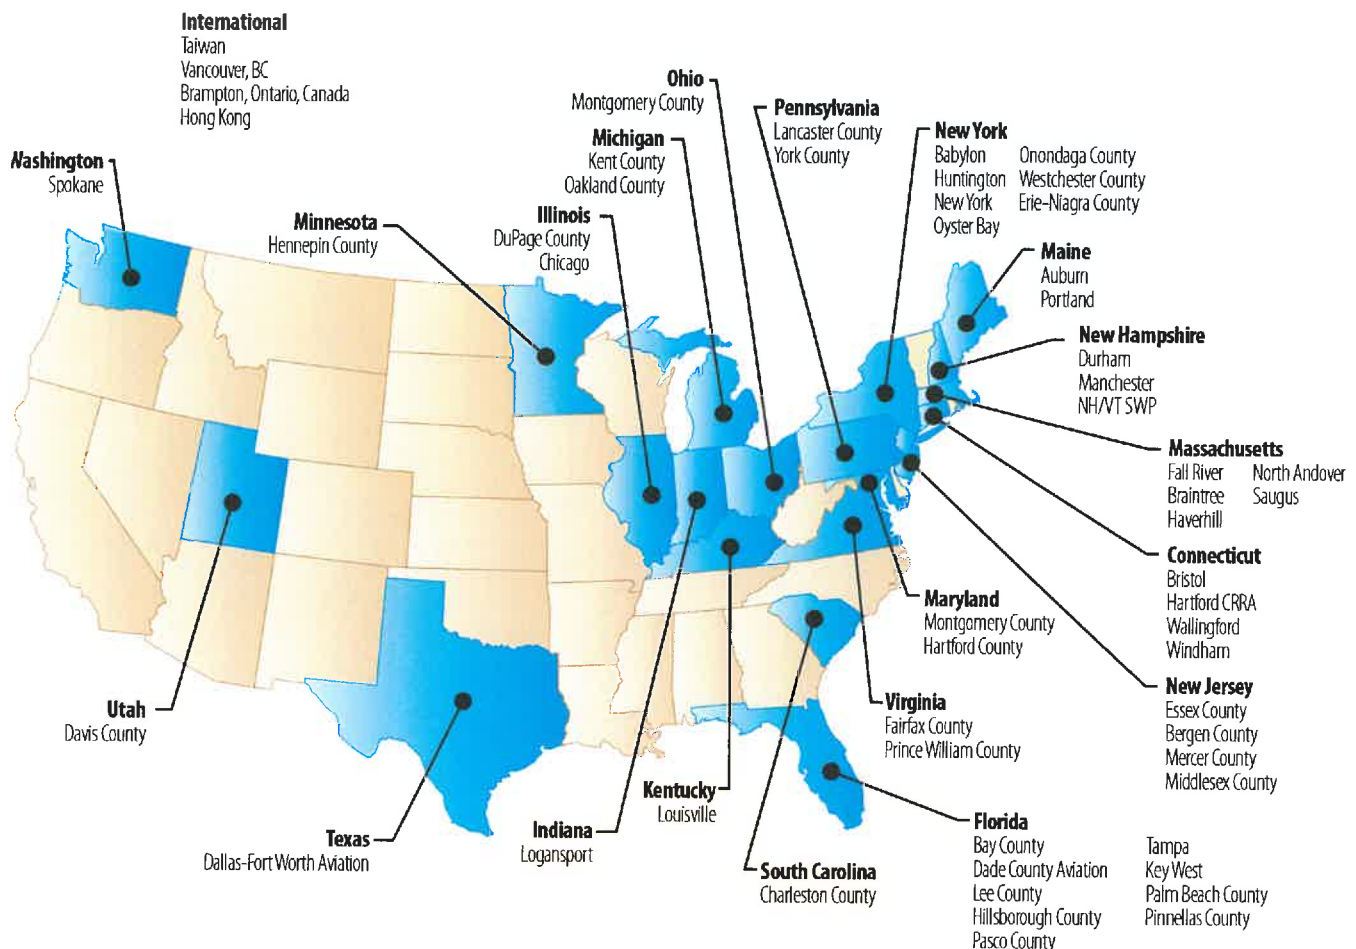 International
Taiwan
Vancouver, BC
Brampton, Ontario, Canada
Hong Kong
Washington
Spokane
Minnesota
Hennepin County
Ohio
Montgomery County
Michigan
Kent County
Oakland County
Illinois
DuPage County
Chicago
Pennsylvania
Lancaster County
York County
New York
Babylon
Huntington
New York
Oyster Bay
Onondaga County
Westchester County
Erie-Niagra County
Maine
Auburn
Portland
New Hampshire
Durham
Manchester
NH/VT SWP
Massachusetts
Fall River
Braintree
Haverhill
North Andover
Saugus
Connecticut
Bristol
Hartford CRRA
Wallingford
Windham
New Jersey
Essex County
Bergen County
Mercer County
Middlesex County
Maryland
Montgomery County
Hartford County
Virginia
Fairfax County
Prince William County
Utah
Davis County
Texas
Dallas-Fort Worth Aviation
Indiana
Logansport
Kentucky
Louisville
South Carolina
Charleston County
Florida
Bay County
Dade County Aviation
Lee County
Hillsborough County
Pasco County
Tampa
Key West
Palm Beach County
Pinnellas County